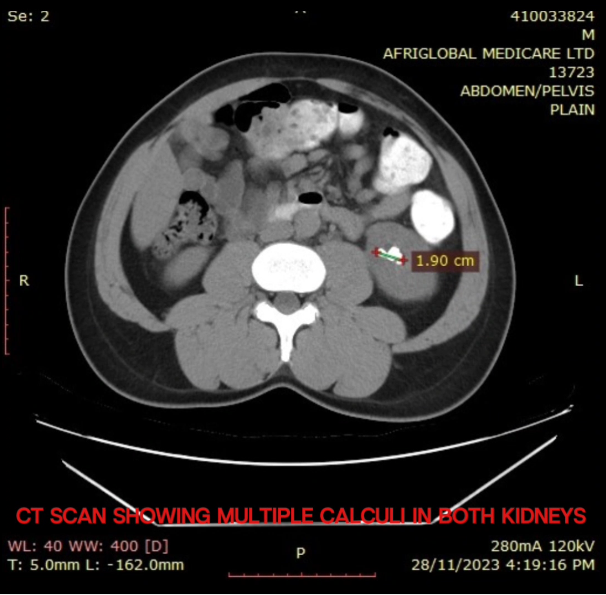 Se: 2
410033824
M
AFRIGLOBAL MEDICARE LTD
13723
ABDOMEN/PELVIS
PLAIN
R
1.90 cm
L
CT SCAN SHOWING MULTIPLE CALCULI IN BOTH KIDNEYS
WL: 40 WW: 400 [D]
T: 5.0mm L: -162.0mm
P
280mA 120kV
28/11/2023 4:19:16 PM